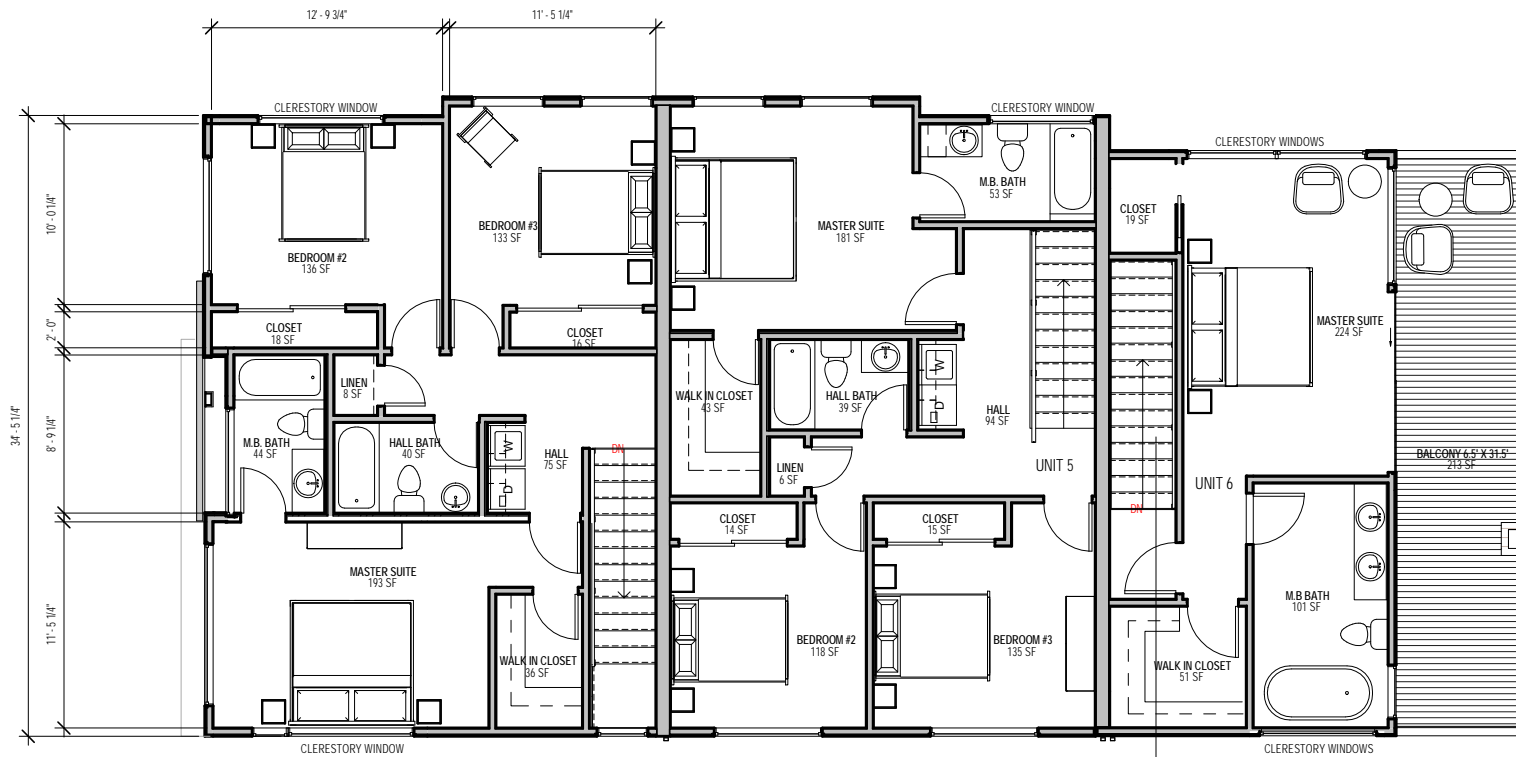 12' - 9 3/4"
11' - 5 1/4"
CLERESTORY WINDOW
CLERESTORY WINDOW
CLERESTORY WINDOWS
34' - 5 1/4"
10' - 0 1/4"
2' - 0"
8' - 9 1/4"
11' - 5 1/4"
BEDROOM #2
136 SF
BEDROOM #3
133 SF
CLOSET
18 SF
CLOSET
16 SF
LINEN
8 SF
M.B. BATH
44 SF
HALL BATH
40 SF
W
D
HALL
75 SF
DN
MASTER SUITE
193 SF
WALK IN CLOSET
36 SF
CLERESTORY WINDOW
MASTER SUITE
181 SF
M.B. BATH
53 SF
WALK IN CLOSET
43 SF
HALL BATH
39 SF
W
D
HALL
94 SF
LINEN
6 SF
UNIT 5
CLOSET
14 SF
CLOSET
15 SF
BEDROOM #2
118 SF
BEDROOM #3
135 SF
CLOSET
19 SF
MASTER SUITE
224 SF
BALCONY 6.5' X 31.5'
213 SF
UNIT 6
DN
M.B BATH
101 SF
WALK IN CLOSET
51 SF
CLERESTORY WINDOWS